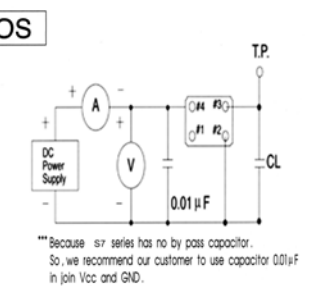 OS
T.P.
+ A -
#4 #3
+ +
#1 #2
DC
Power
Supply
V
CL
- -
0.01 μF
*** Because S7 series has no by pass capacitor.
So, we recommend our customer to use capacitor 0.01μF
in join Vcc and GND.